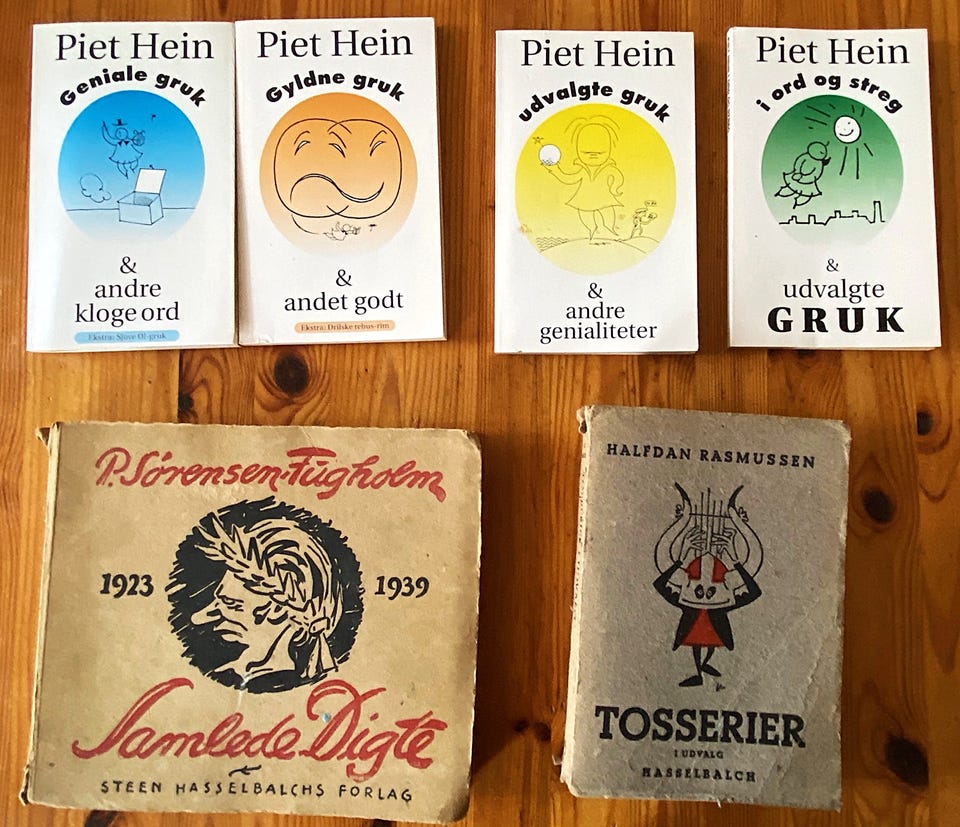 Piet Hein
Geniale gruk
&
andre
kloge ord
Ekstra: Sjove Øl-gruk
Piet Hein
Gyldne gruk
&
andet godt
Ekstra: Drilske rebus-rim
Piet Hein
udvalgte gruk
&
andre
genialiteter
Piet Hein
i ord og streg
&
udvalgte
GRUK
P. Sørensen-Fugholm
1923 1939
Samlede Digte
STEEN HASSELBALCHS FORLAG
HALFDAN RASMUSSEN
TOSSERIER
I UDVALG
HASSELBALCH